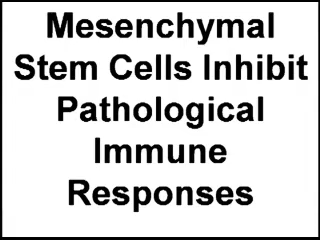 Mesenchymal
Stem Cells Inhibit
Pathological
Immune
Responses